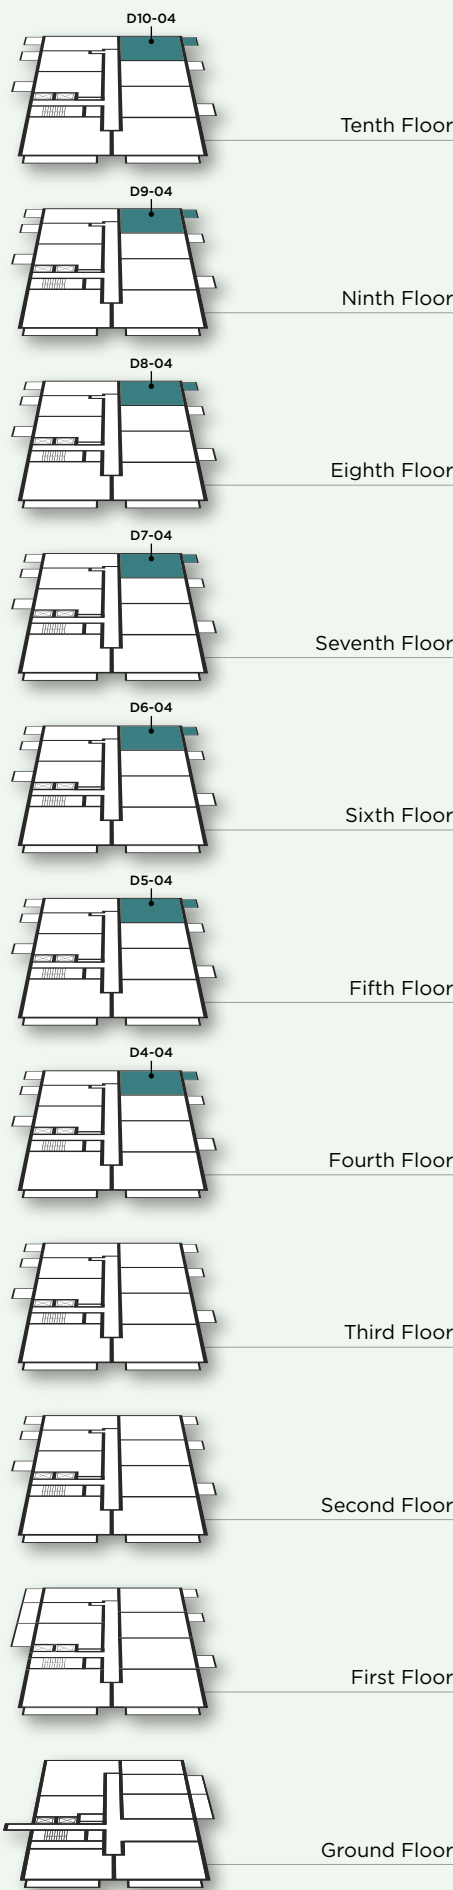 D10-04
Tenth Floor
D9-04
Ninth Floor
D8-04
Eighth Floor
D7-04
Seventh Floor
D6-04
Sixth Floor
D5-04
Fifth Floor
D4-04
Fourth Floor
Third Floor
Second Floor
First Floor
Ground Floor